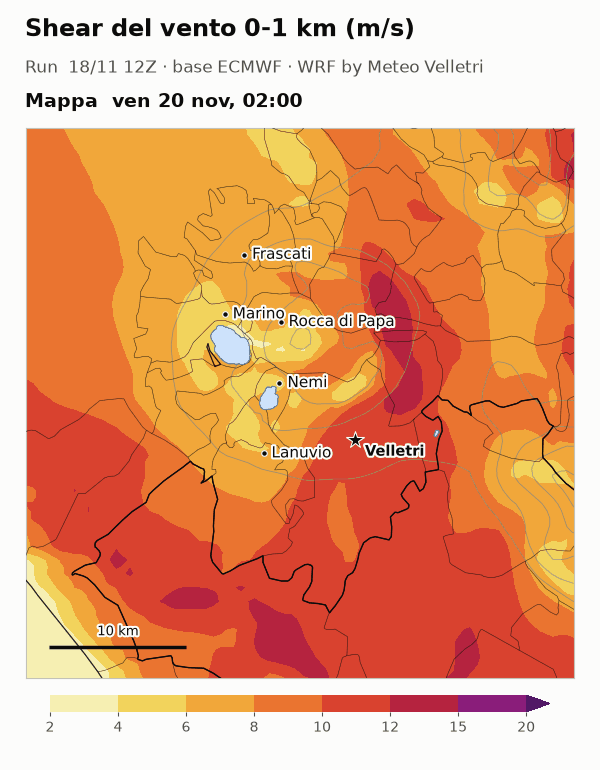 Shear del vento 0-1 km (m/s)
Run  18/11 12Z · base ECMWF · WRF by Meteo Velletri
Mappa  ven 20 nov, 02:00
Frascati
Marino
Rocca di Papa
Nemi
Velletri
Lanuvio
10 km
2 4 6 8 10 12 15 20